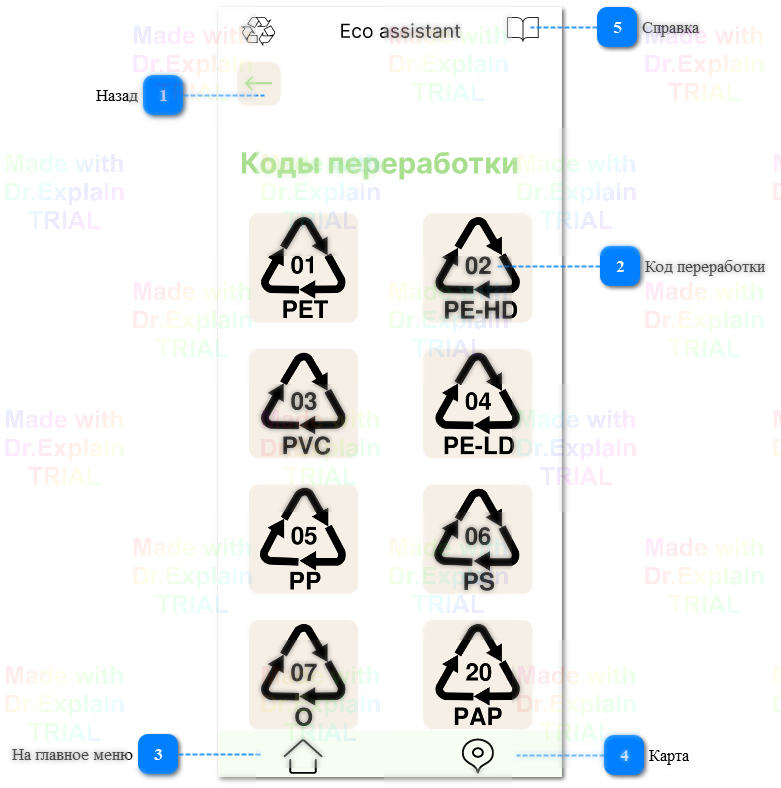 Eco assistant
5 Справка
Назад 1
Коды переработки
01
PET
02
PE-HD
2 Код переработки
03
PVC
04
PE-LD
05
PP
06
PS
07
O
20
PAP
На главное меню 3
4 Карта
Made with
Dr.Explain
TRIAL